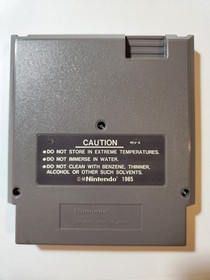 CAUTION
REV-A
●DO NOT STORE IN EXTREME TEMPERATURES.
●DO NOT IMMERSE IN WATER.
●DO NOT CLEAN WITH BENZENE, THINNER,
ALCOHOL OR OTHER SUCH SOLVENTS.
©™Nintendo® 1985